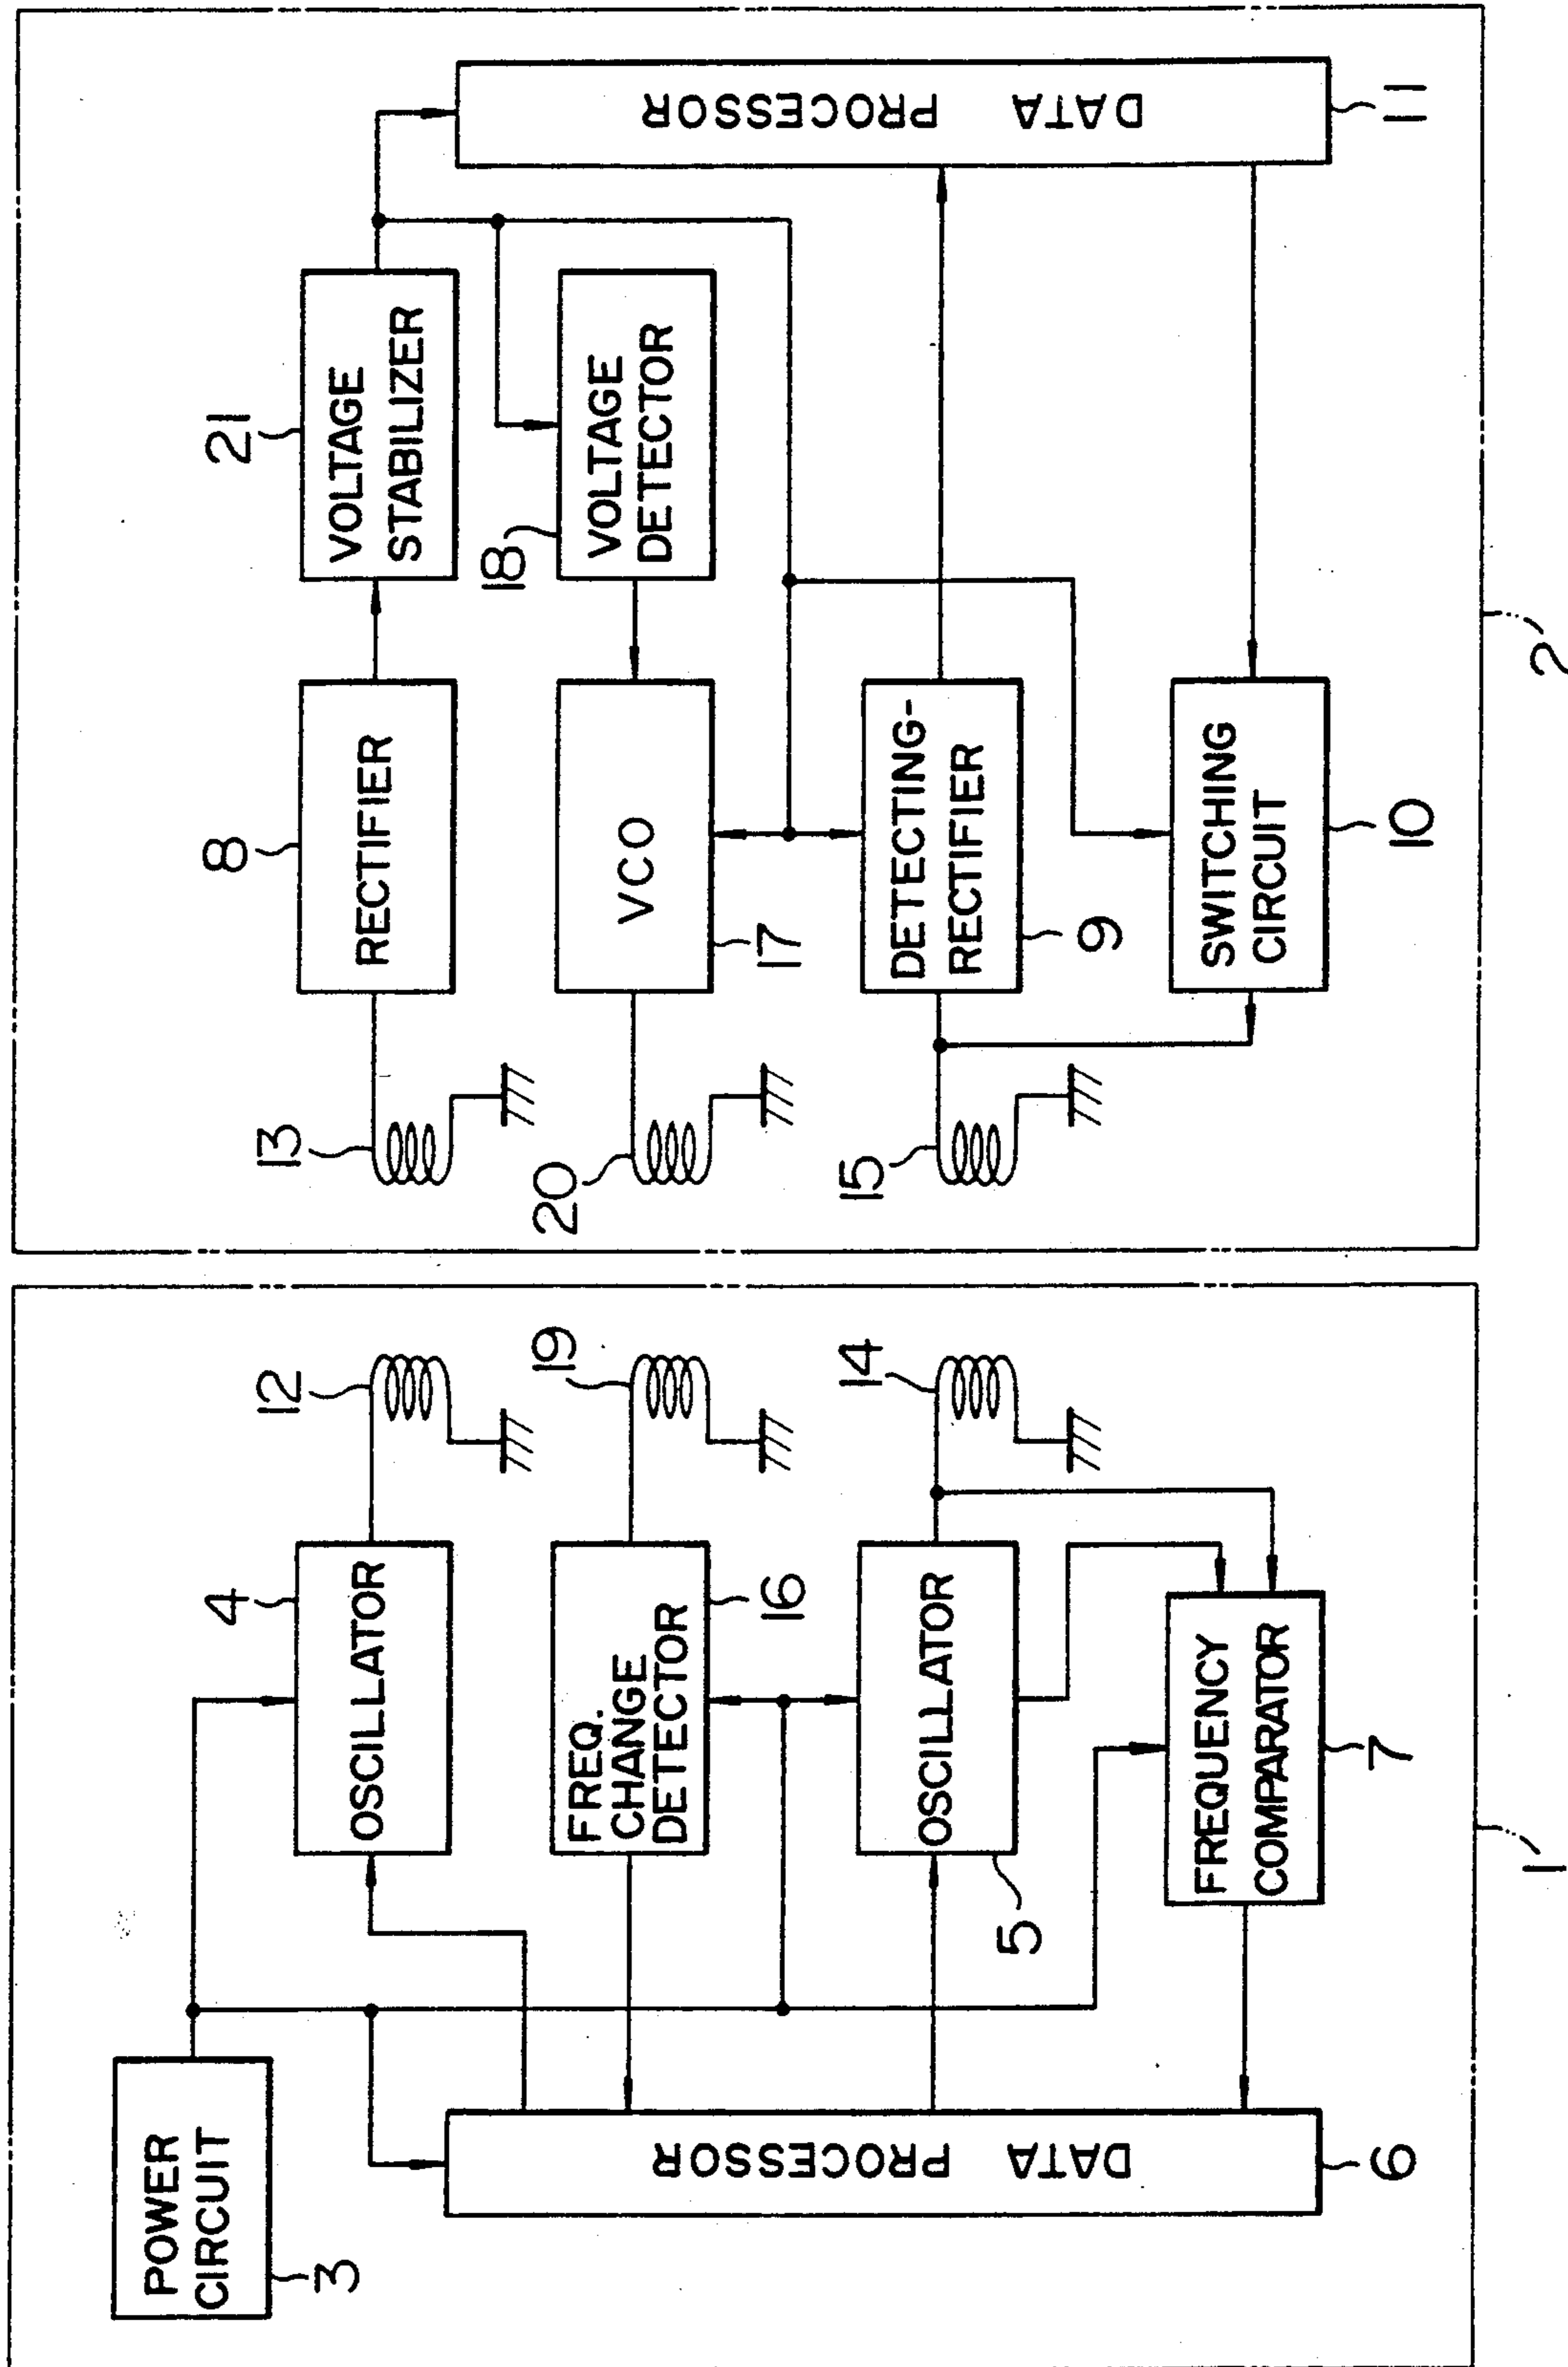 POWER
CIRCUIT
3
4
OSCILLATOR
12
FREQ.
CHANGE
DETECTOR
16
19
OSCILLATOR
5
14
FREQUENCY
COMPARATOR
7
DATA PROCESSOR
6
1
13
8
RECTIFIER
21
VOLTAGE
STABILIZER
20
VCO
17
18
VOLTAGE
DETECTOR
15
DETECTING-
RECTIFIER
9
SWITCHING
CIRCUIT
10
DATA PROCESSOR
11
2